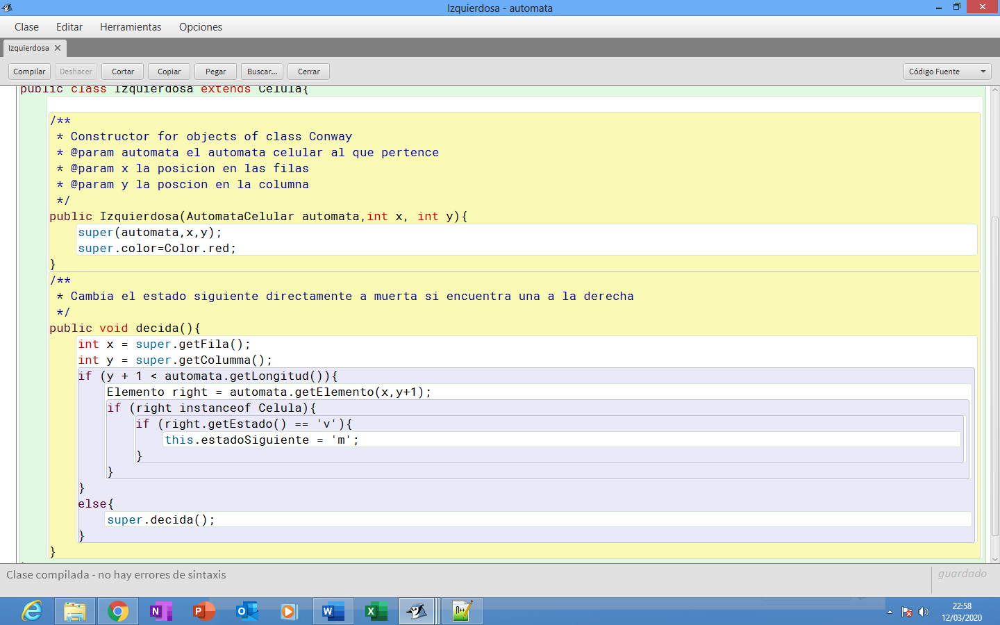 Izquierdosa - automata
Clase Editar Herramientas Opciones
Izquierdosa
Compilar Deshacer Cortar Copiar Pegar Buscar... Cerrar Código Fuente
public class Izquierdosa extends Celula{
/**
* Constructor for objects of class Conway
* @param automata el automata celular al que pertence
* @param x la posicion en las filas
* @param y la poscion en la columna
*/
public Izquierdosa(AutomataCelular automata,int x, int y){
super(automata,x,y);
super.color=Color.red;
}
/**
* Cambia el estado siguiente directamente a muerta si encuentra una a la derecha
*/
public void decida(){
int x = super.getFila();
int y = super.getColumma();
if (y + 1 < automata.getLongitud()){
Elemento right = automata.getElemento(x,y+1);
if (right instanceof Celula){
if (right.getEstado() == 'v'){
this.estadoSiguiente = 'm';
}
}
}
else{
super.decida();
}
}
Clase compilada - no hay errores de sintaxis
guardado
22:58
12/03/2020